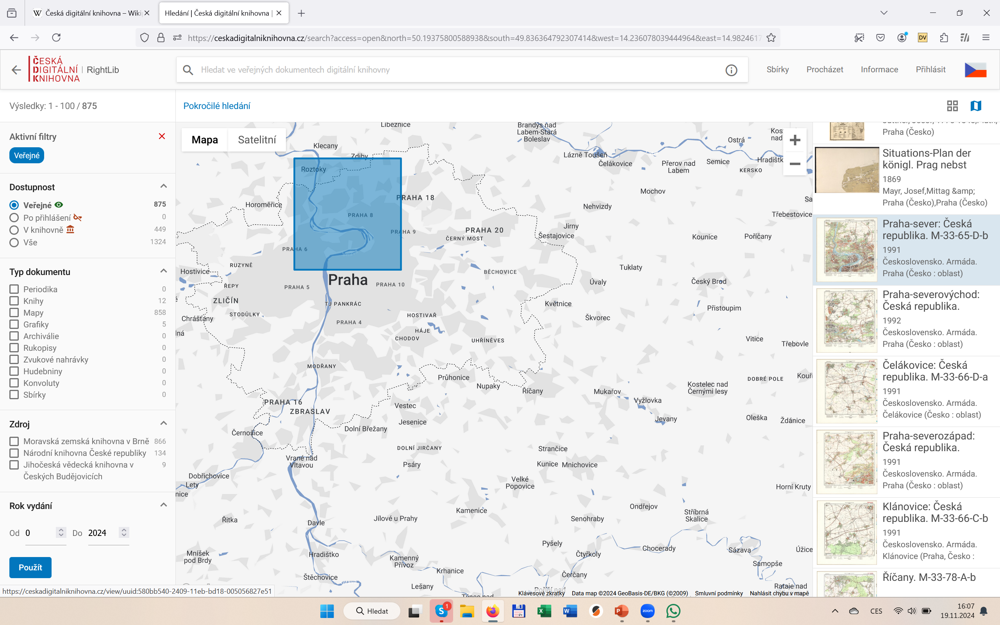 Česká digitální knihovna – Wiki
Hledání | Česká digitální knihovna |
https://ceskadigitalniknihovna.cz/search?access=open&north=50.19375800588938&south=49.836364792307414&west=14.236078039444964&east=14.9824617
DV
ČESKÁ
DIGITÁLNÍ
KNIHOVNA
RightLib
Hledat ve veřejných dokumentech digitální knihovny
Sbírky
Procházet
Informace
Přihlásit
Výsledky: 1 - 100 / 875
Pokročilé hledání
Aktivní filtry
Veřejné
Dostupnost
Veřejné 875
Po přihlášení 0
V knihovně 449
Vše 1324
Typ dokumentu
Periodika 0
Knihy 12
Mapy 858
Grafiky 5
Archiválie 0
Rukopisy 0
Zvukové nahrávky 0
Hudebniny 0
Konvoluty 0
Sbírky 0
Zdroj
Moravská zemská knihovna v Brně 866
Národní knihovna České republiky 134
Jihočeská vědecká knihovna v 9
Českých Budějovicích
Rok vydání
Od 0 Do 2024
Použít
https://ceskadigitalniknihovna.cz/view/uuid:580bb540-2409-11eb-bd18-005056827e51
Mapa
Satelitní
Líbeznice
Brandýs nad
Labem-Stará
Boleslav
Ostrá
Klecany
Zdiby
Lázně Toušeň
Čelákovice
Přerov nad
Labem
Semice
Hradištk
KERSKO
Roztoky
Mochov
PRAHA 18
Horoměřice
Nehvizdy
Třebestovice
PRAHA 8
Jirny
PRAHA 9
PRAHA 20
ČERNÝ MOST
Šestajovice
Kounice
Poříčany
PRAHA 6
RUZYNĚ
Hostivice
Tuklaty
BĚCHOVICE
Praha
ŘEPY
PRAHA 5
PRAHA 10
Úvaly
Český Brod
ZLIČÍN
TJ PANKRÁC
Květnice
Přistoupim
STODŮLKY
Chrášťany
HOSTIVAŘ
Škvorec
PRAHA 4
HÁJE
CHODOV
UHŘÍNĚVES
Vitice
Třebovle
MODŘANY
Průhonice
DOBRÉ POLE
Kouři
Nupaky
Říčany
Mukařov
Kostelec nad
Černými lesy
PRAHA 16
Vyžlovka
ZBRASLAV
Vestec
Jesenice
Jevany
Oleška
Ždánice
Dolní Břežany
Černošice
DOLNÍ JIRČANY
Strančice
Vrané nad
Vltavou
Psáry
Kunice
Mnichovice
Dobřichovice
Lety
Velké
Popovice
Horní Kruty
nice
Ondřejov
Kamenice
Stříbrná
Skalice
Řitka
Jílové u Prahy
Senohraby
Davle
Pyšely
Chocerady
Sázava
Úžice
Mníšek
pod Brdy
Hradištko
Kamenný
Přívoz
Čtyřkoly
Samopše
Krhanice
Čerčany
Štěchovice
Lešany
Rataje nad
Klávesové zkratky
Data map ©2024 GeoBasis-DE/BKG (©2009)
Smluvní podmínky
Nahlásit chybu v mapě
Praha (Česko)
Situations-Plan der
königl. Prag nebst
1869
Mayr, Josef,Mittag &amp;
Praha (Česko),Praha (Česko)
Praha-sever: Česká
republika. M-33-65-D-b
1991
Československo. Armáda.
Praha (Česko : oblast)
Praha-severovýchod:
Česká republika.
1992
Československo. Armáda.
Praha (Česko : oblast)
Čelákovice: Česká
republika. M-33-66-D-a
1991
Československo. Armáda.
Čelákovice (Česko : oblast)
Praha-severozápad:
Česká republika.
1991
Československo. Armáda.
Praha (Česko : oblast)
Klánovice: Česká
republika. M-33-66-C-b
1991
Československo. Armáda.
Klánovice (Praha, Česko :
Říčany. M-33-78-A-b
Hledat
1
zoom
CES
16:07
19.11.2024